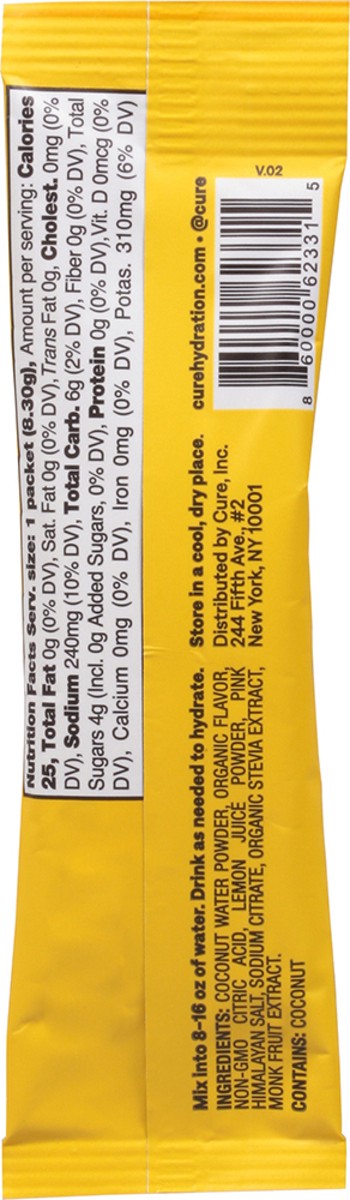 Nutrition Facts Serv. size: 1 packet (8.30g), Amount per serving: Calories
25, Total Fat 0g (0% DV), Sat. Fat 0g (0% DV), Trans Fat 0g, Cholest. 0mg (0%
DV), Sodium 240mg (10% DV), Total Carb. 6g (2% DV), Fiber 0g (0% DV), Total
Sugars 4g (Incl. 0g Added Sugars, 0% DV), Protein 0g (0% DV),Vit. D 0mcg (0%
DV), Calcium 0mg (0% DV), Iron 0mg (0% DV), Potas. 310mg (6% DV)
Mix into 8-16 oz of water. Drink as needed to hydrate.
INGREDIENTS: COCONUT WATER POWDER, ORGANIC FLAVOR,
NON-GMO CITRIC ACID, LEMON JUICE POWDER, PINK
HIMALAYAN SALT, SODIUM CITRATE, ORGANIC STEVIA EXTRACT,
MONK FRUIT EXTRACT.
CONTAINS: COCONUT
Store in a cool, dry place.
Distributed by Cure, Inc.
244 Fifth Ave., #2
New York, NY 10001
curehydration.com • @cure
V.02
8 60000 62331 5